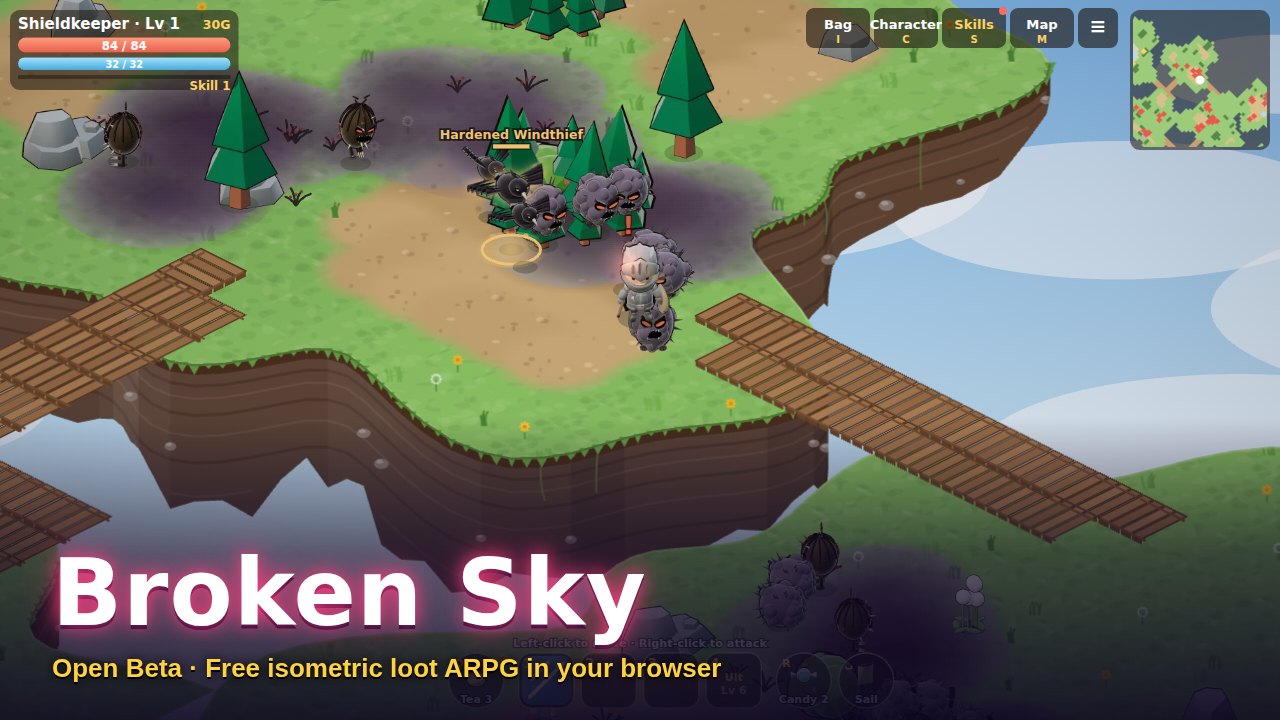 Shieldkeeper · Lv 1 30G
84 / 84
32 / 32
Skill 1
Bag
I
Character
C
Skills
S
Map
M
≡
Hardened Windthief
!
Broken Sky
Left-click to move · Right-click to attack
Open Beta · Free isometric loot ARPG in your browser
Tea 3
Ult
Lv 6
R
Candy 2
Sail